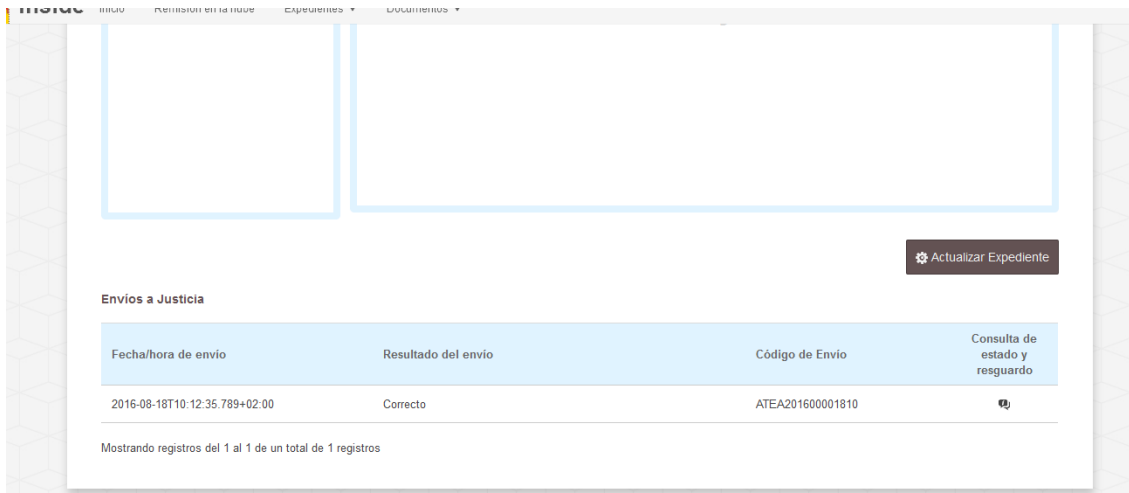 Inside Inicio Remisión en la nube Expedientes Documentos
Actualizar Expediente
Envíos a Justicia
Fecha/hora de envío Resultado del envío Código de Envío Consulta de estado y resguardo
2016-08-18T10:12:35.789+02:00 Correcto ATEA201600001810
Mostrando registros del 1 al 1 de un total de 1 registros